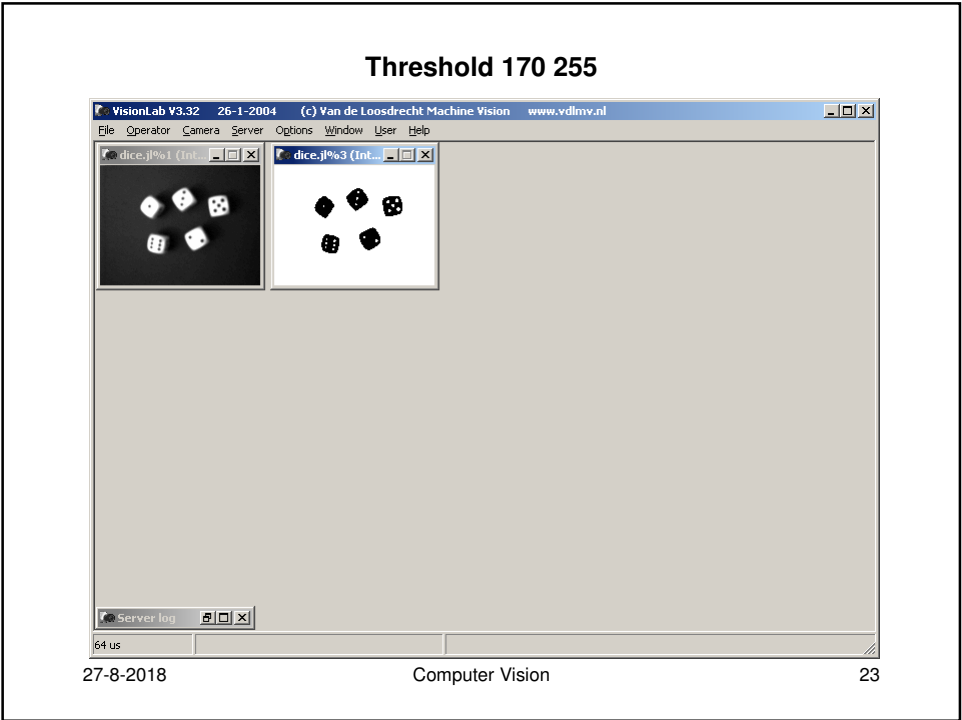 Threshold 170 255
VisionLab V3.32 26-1-2004 (c) Van de Loosdrecht Machine Vision www.vdlmv.nl
File Operator Camera Server Options Window User Help
dice.jl%1 (Int... dice.jl%3 (Int...
Server log
64 us
27-8-2018 Computer Vision 23